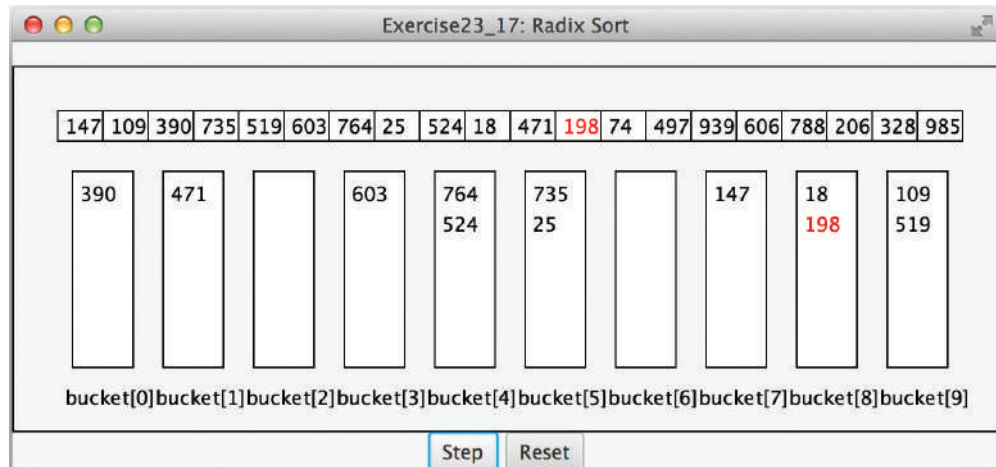 Exercise23_17: Radix Sort
147 109 390 735 519 603 764 25 524 18 471 198 74 497 939 606 788 206 328 985
390 471 603 764 735 147 18 109
524 25 198 519
bucket[0] bucket[1] bucket[2] bucket[3] bucket[4] bucket[5] bucket[6] bucket[7] bucket[8] bucket[9]
Step Reset